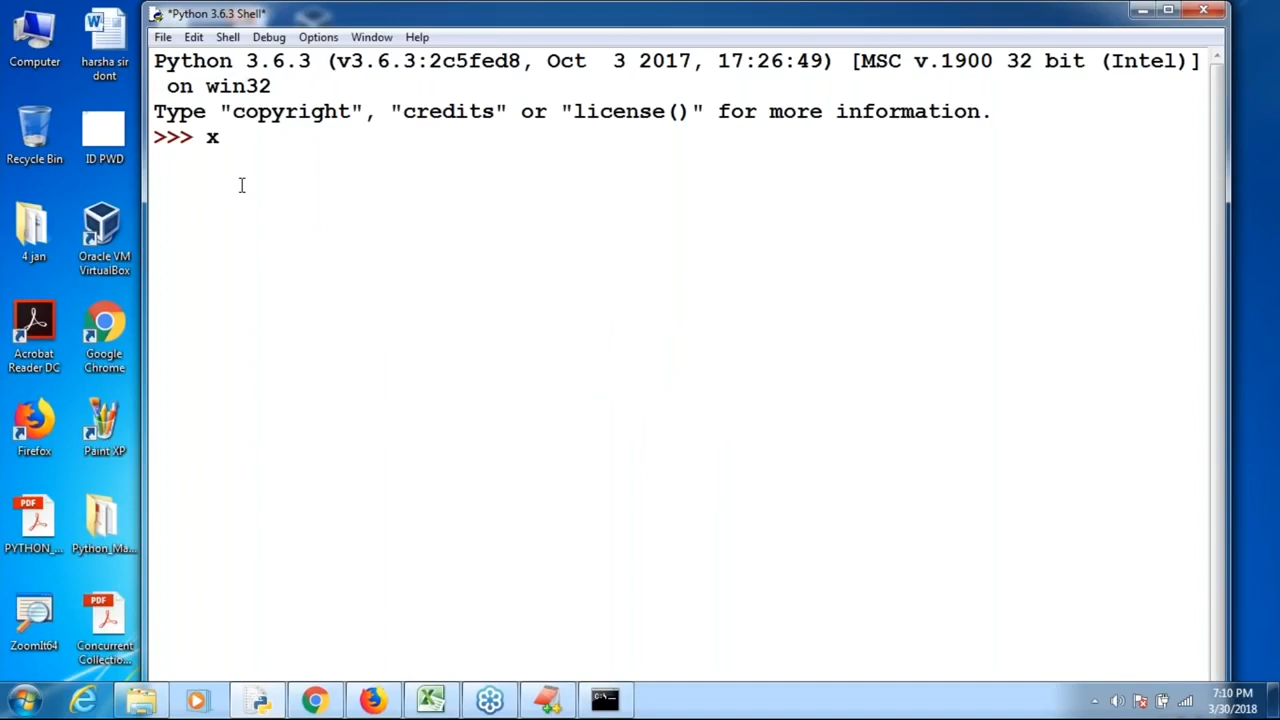 *Python 3.6.3 Shell*
File Edit Shell Debug Options Window Help
Python 3.6.3 (v3.6.3:2c5fed8, Oct  3 2017, 17:26:49) [MSC v.1900 32 bit (Intel)]
on win32
Type "copyright", "credits" or "license()" for more information.
>>> x
Computer
harsha sir
dont
Recycle Bin
ID PWD
4 jan
Oracle VM
VirtualBox
Acrobat
Reader DC
Google
Chrome
Firefox
Paint XP
PDF
PYTHON_...
Python_Ma...
ZoomIt64
PDF
Concurrent
Collectio...
7:10 PM
3/30/2018